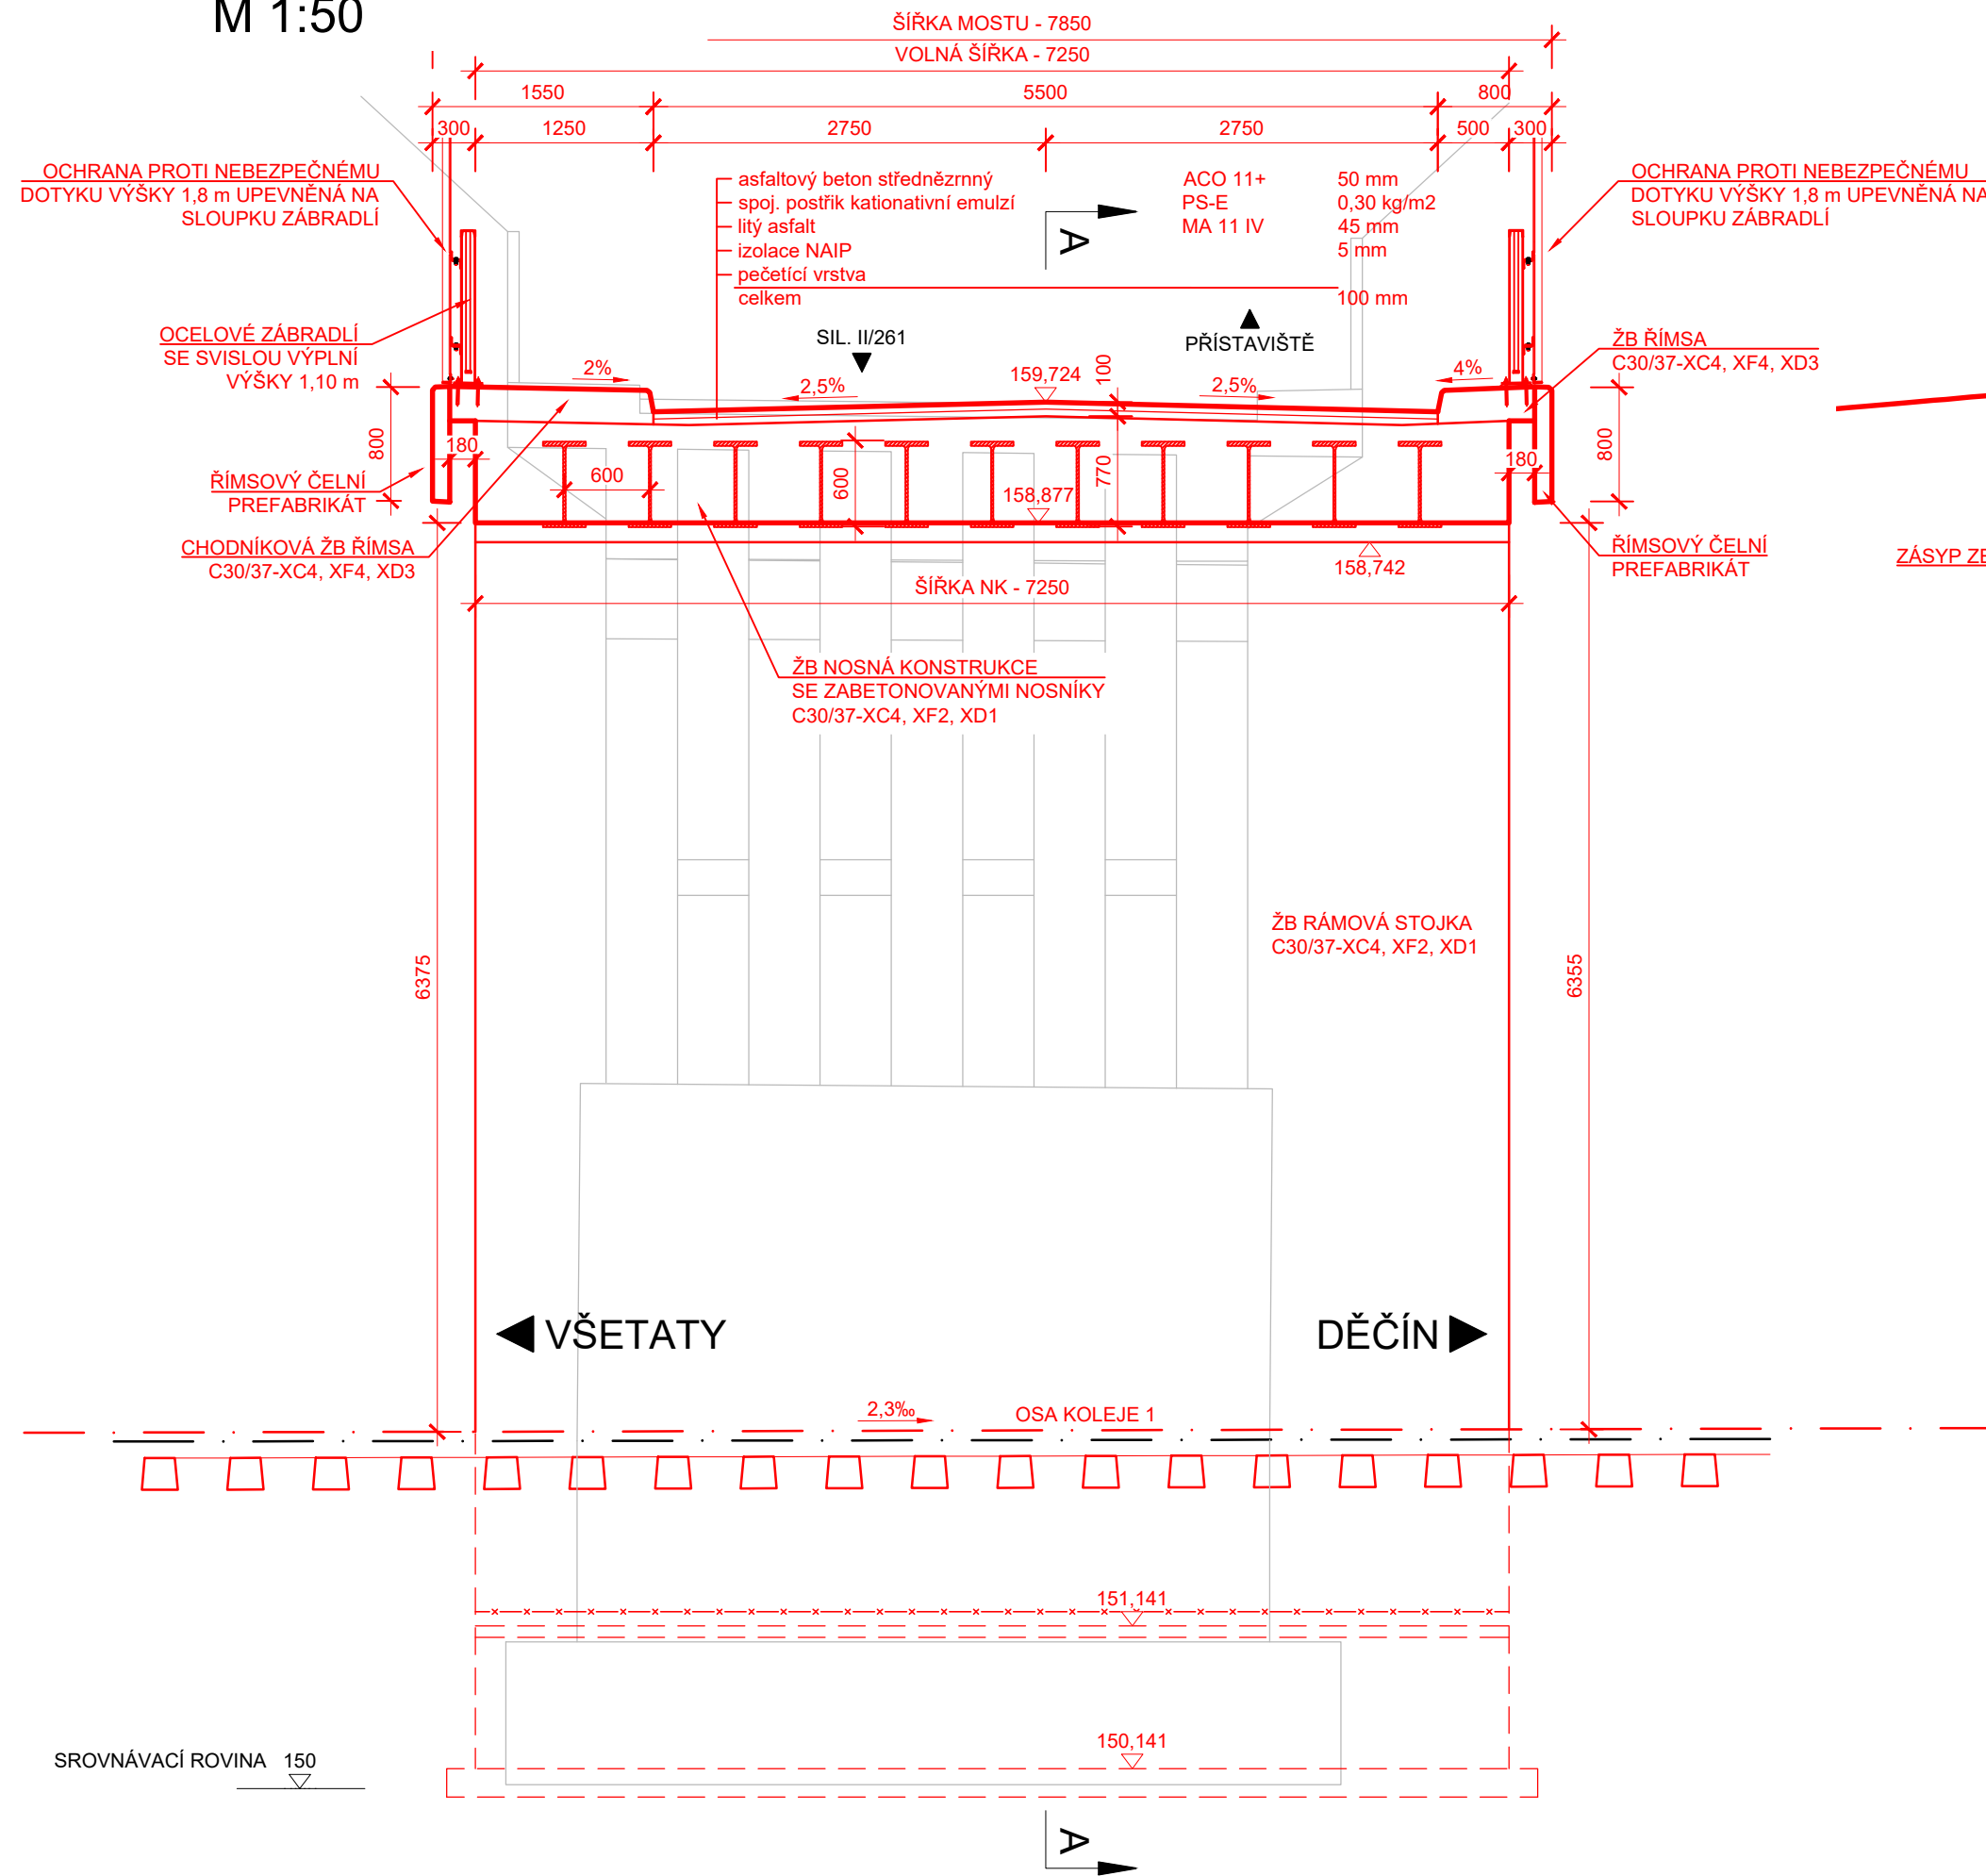 M 1:50
ŠÍŘKA MOSTU - 7850
VOLNÁ ŠÍŘKA - 7250
1550
5500
800
300
1250
2750
2750
500
300
OCHRANA PROTI NEBEZPEČNÉMU
DOTYKU VÝŠKY 1,8 m UPEVNĚNÁ NA
SLOUPKU ZÁBRADLÍ
asfaltový beton střednězrnný ACO 11+ 50 mm
spoj. postřik kationativní emulzí PS-E 0,30 kg/m2
litý asfalt MA 11 IV 45 mm
izolace NAIP 5 mm
pečetící vrstva
celkem 100 mm
A
OCHRANA PROTI NEBEZPEČNÉMU
DOTYKU VÝŠKY 1,8 m UPEVNĚNÁ NA
SLOUPKU ZÁBRADLÍ
OCELOVÉ ZÁBRADLÍ
SE SVISLOU VÝPLNÍ
VÝŠKY 1,10 m
SIL. II/261
PŘÍSTAVIŠTĚ
ŽB ŘÍMSA
C30/37-XC4, XF4, XD3
2%
2,5%
159,724
100
2,5%
4%
800
180
600
600
158,877
770
180
800
ŘÍMSOVÝ ČELNÍ
PREFABRIKÁT
CHODNÍKOVÁ ŽB ŘÍMSA
C30/37-XC4, XF4, XD3
158,742
ŘÍMSOVÝ ČELNÍ
PREFABRIKÁT
ZÁSYP ZE
ŠÍŘKA NK - 7250
ŽB NOSNÁ KONSTRUKCE
SE ZABETONOVANÝMI NOSNÍKY
C30/37-XC4, XF2, XD1
ŽB RÁMOVÁ STOJKA
C30/37-XC4, XF2, XD1
6375
6355
VŠETATY
DĚČÍN
2,3‰
OSA KOLEJE 1
151,141
150,141
SROVNÁVACÍ ROVINA 150
A